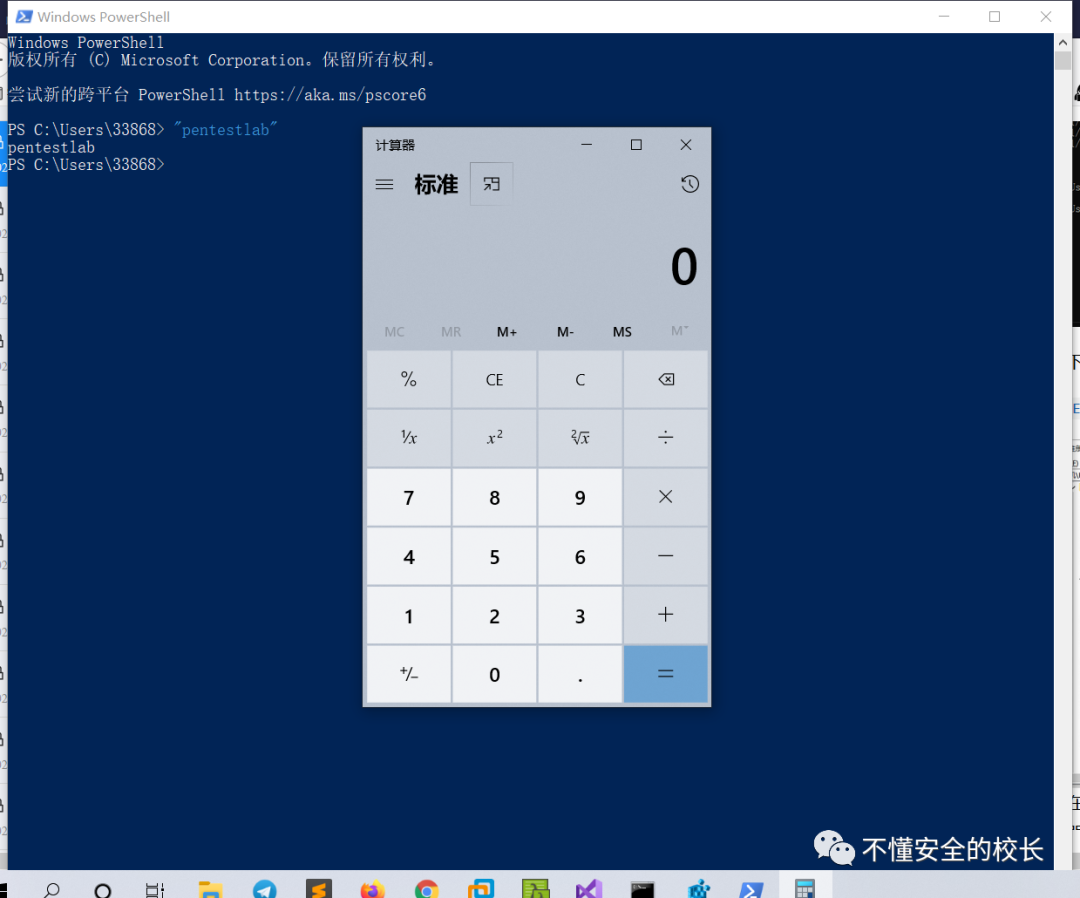 Windows PowerShell
Windows PowerShell
版权所有 (C) Microsoft Corporation。保留所有权利。
尝试新的跨平台 PowerShell https://aka.ms/pscore6
PS C:\Users\33868> "pentestlab"
pentestlab
PS C:\Users\33868>
计算器
标准
0
MC MR M+ M- MS M˅
% CE C
⅟x x² ²√x ÷
7 8 9 ×
4 5 6 −
1 2 3 +
+/− 0 . =
不懂安全的校长